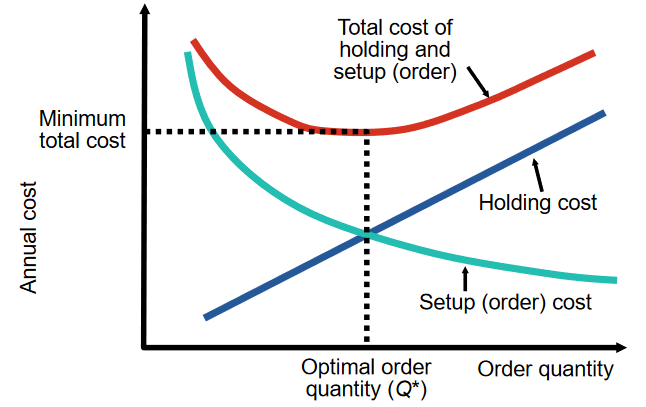 Total cost of
holding and
setup (order)
Minimum
total cost
Holding cost
Annual cost
Setup (order) cost
Optimal order
quantity (Q*)
Order quantity